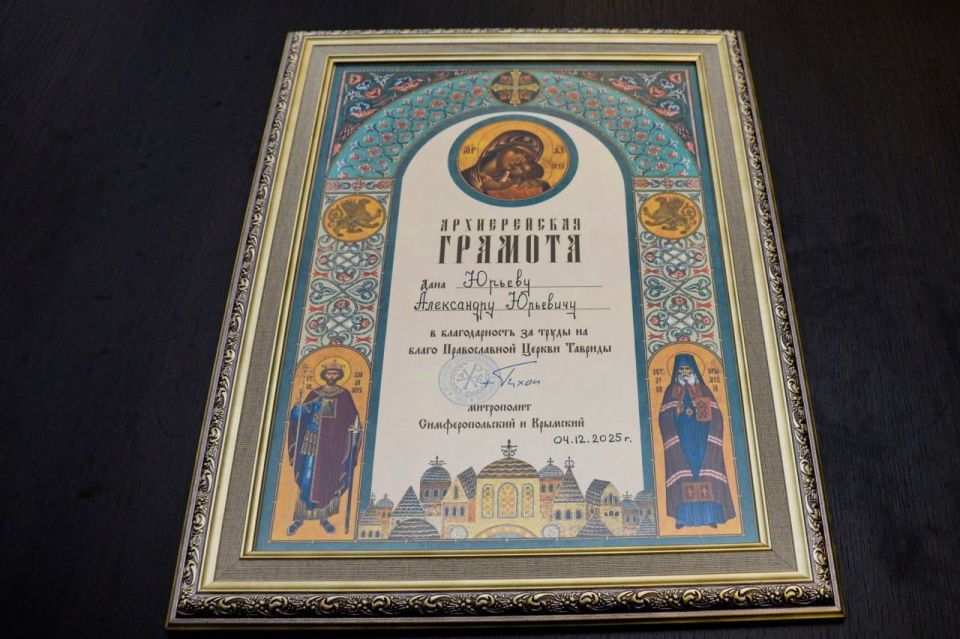 АРХИЕРЕЙСКАЯ
ГРАМОТА
Дана Юрьеву
Александру Юрьевичу
в благодарность за труды на
благо Православной Церкви Тавриды
+ Тихон
митрополит
Симферопольский и Крымский
04.12.2025 г.